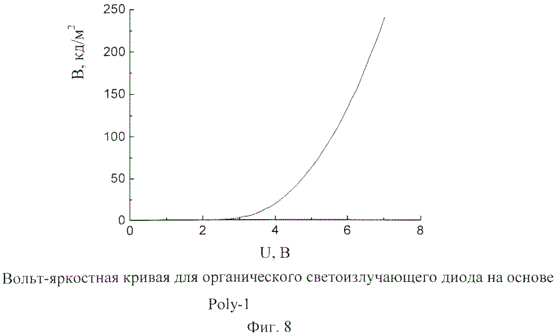 250
200
150
100
50
0
B, кд/м²
0 2 4 6 8
U, В
Вольт-яркостная кривая для органического светоизлучающего диода на основе
Poly-1
Фиг. 8